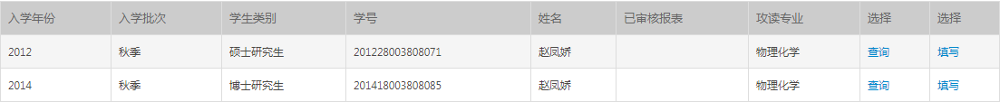 入学年份 入学批次 学生类别 学号 姓名 已审核报表 攻读专业 选择 选择
2012 秋季 硕士研究生 201228003808071 赵凤娇 物理化学 查询 填写
2014 秋季 博士研究生 201418003808085 赵凤娇 物理化学 查询 填写